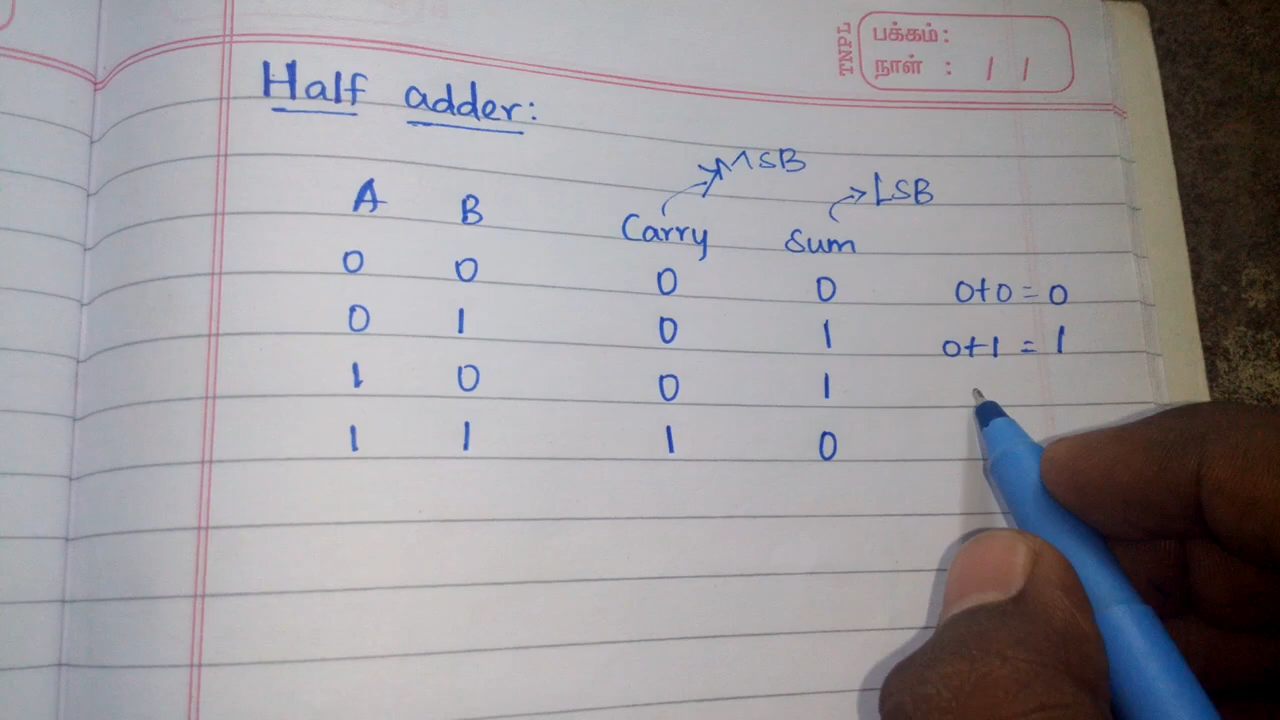 TNPL
பக்கம் :
நாள் : / /
Half adder:
MSB
LSB
A B Carry Sum
0 0 0 0 0+0=0
0 1 0 1 0+1=1
1 0 0 1
1 1 1 0